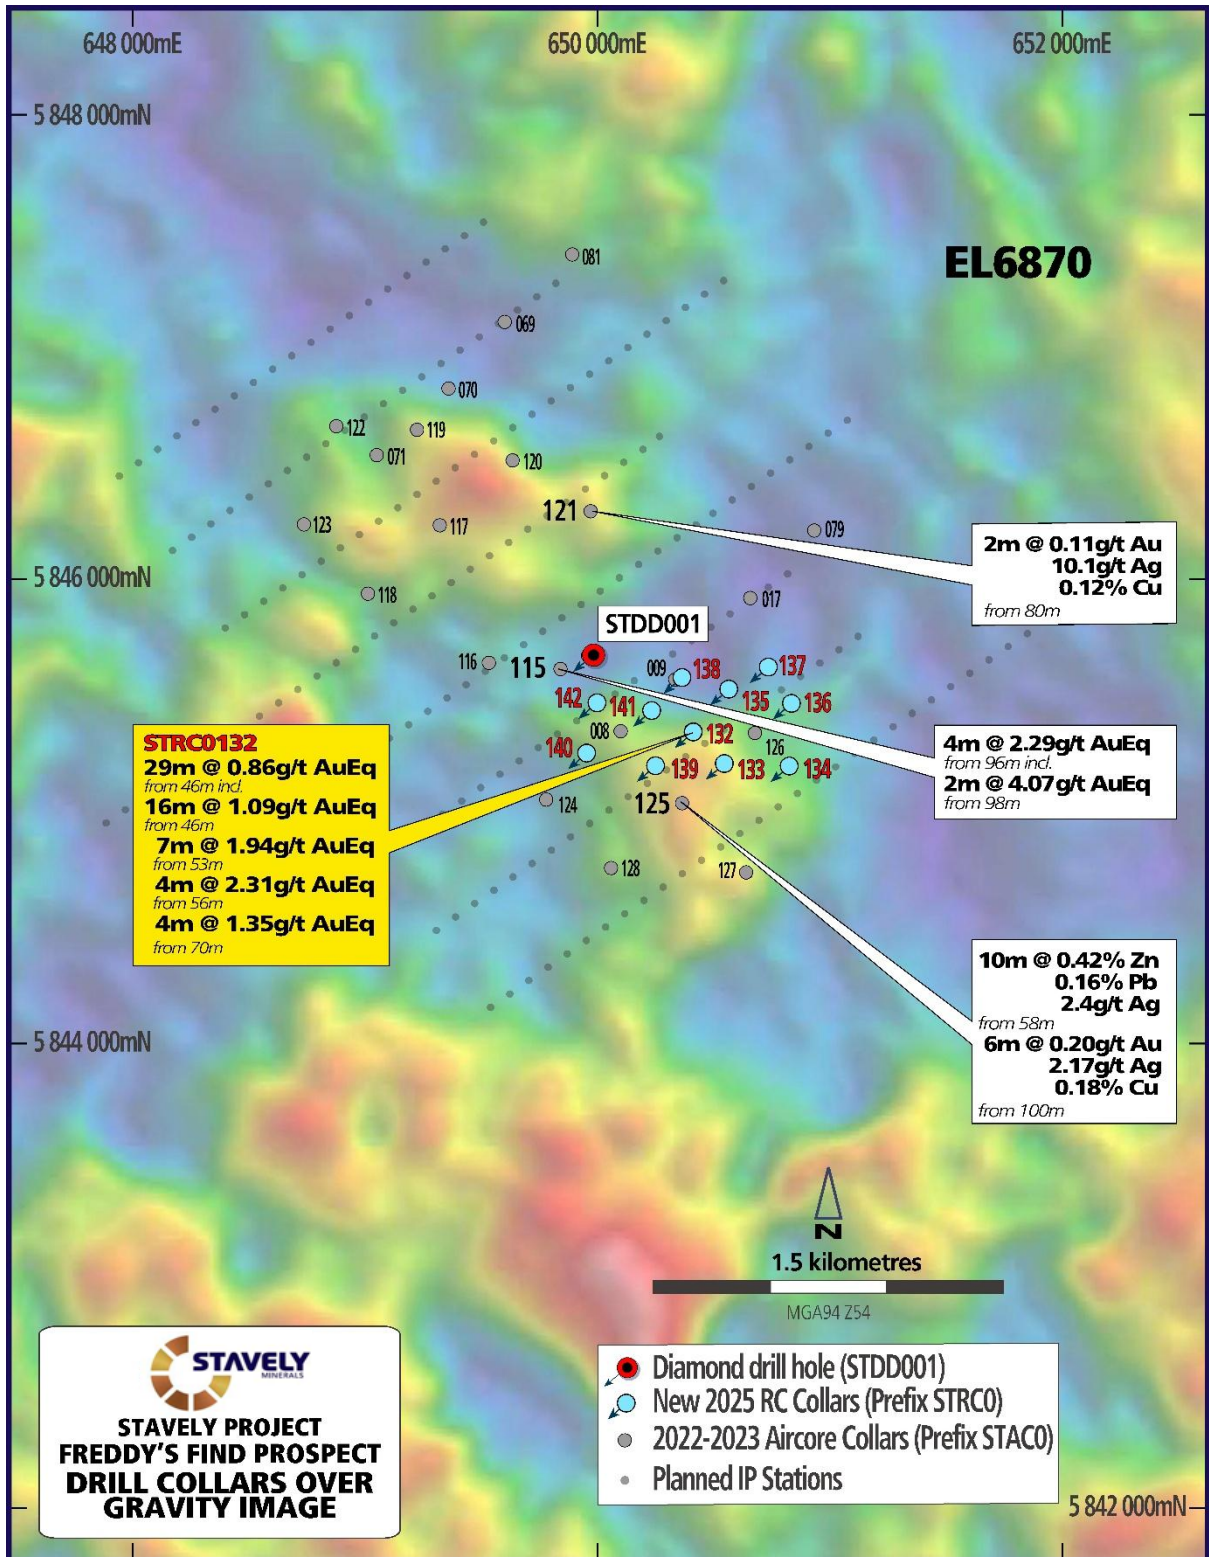 648 000mE
650 000mE
652 000mE
5 848 000mN
EL6870
081
069
070
122
119
071
120
121
123
117
079
2m @ 0.11g/t Au
10.1g/t Ag
0.12% Cu
from 80m
5 846 000mN
118
017
STDD001
116
115
009
138
137
142
141
135
136
008
132
126
140
139
133
134
STRC0132
29m @ 0.86g/t AuEq
from 46m incl.
16m @ 1.09g/t AuEq
from 46m
7m @ 1.94g/t AuEq
from 53m
4m @ 2.31g/t AuEq
from 56m
4m @ 1.35g/t AuEq
from 70m
4m @ 2.29g/t AuEq
from 96m incl.
2m @ 4.07g/t AuEq
from 98m
124
125
128
127
10m @ 0.42% Zn
0.16% Pb
2.4g/t Ag
from 58m
6m @ 0.20g/t Au
2.17g/t Ag
0.18% Cu
from 100m
5 844 000mN
N
1.5 kilometres
MGA94 Z54
STAVELY
MINERALS
STAVELY PROJECT
FREDDY'S FIND PROSPECT
DRILL COLLARS OVER
GRAVITY IMAGE
Diamond drill hole (STDD001)
New 2025 RC Collars (Prefix STRC0)
2022-2023 Aircore Collars (Prefix STAC0)
Planned IP Stations
5 842 000mN